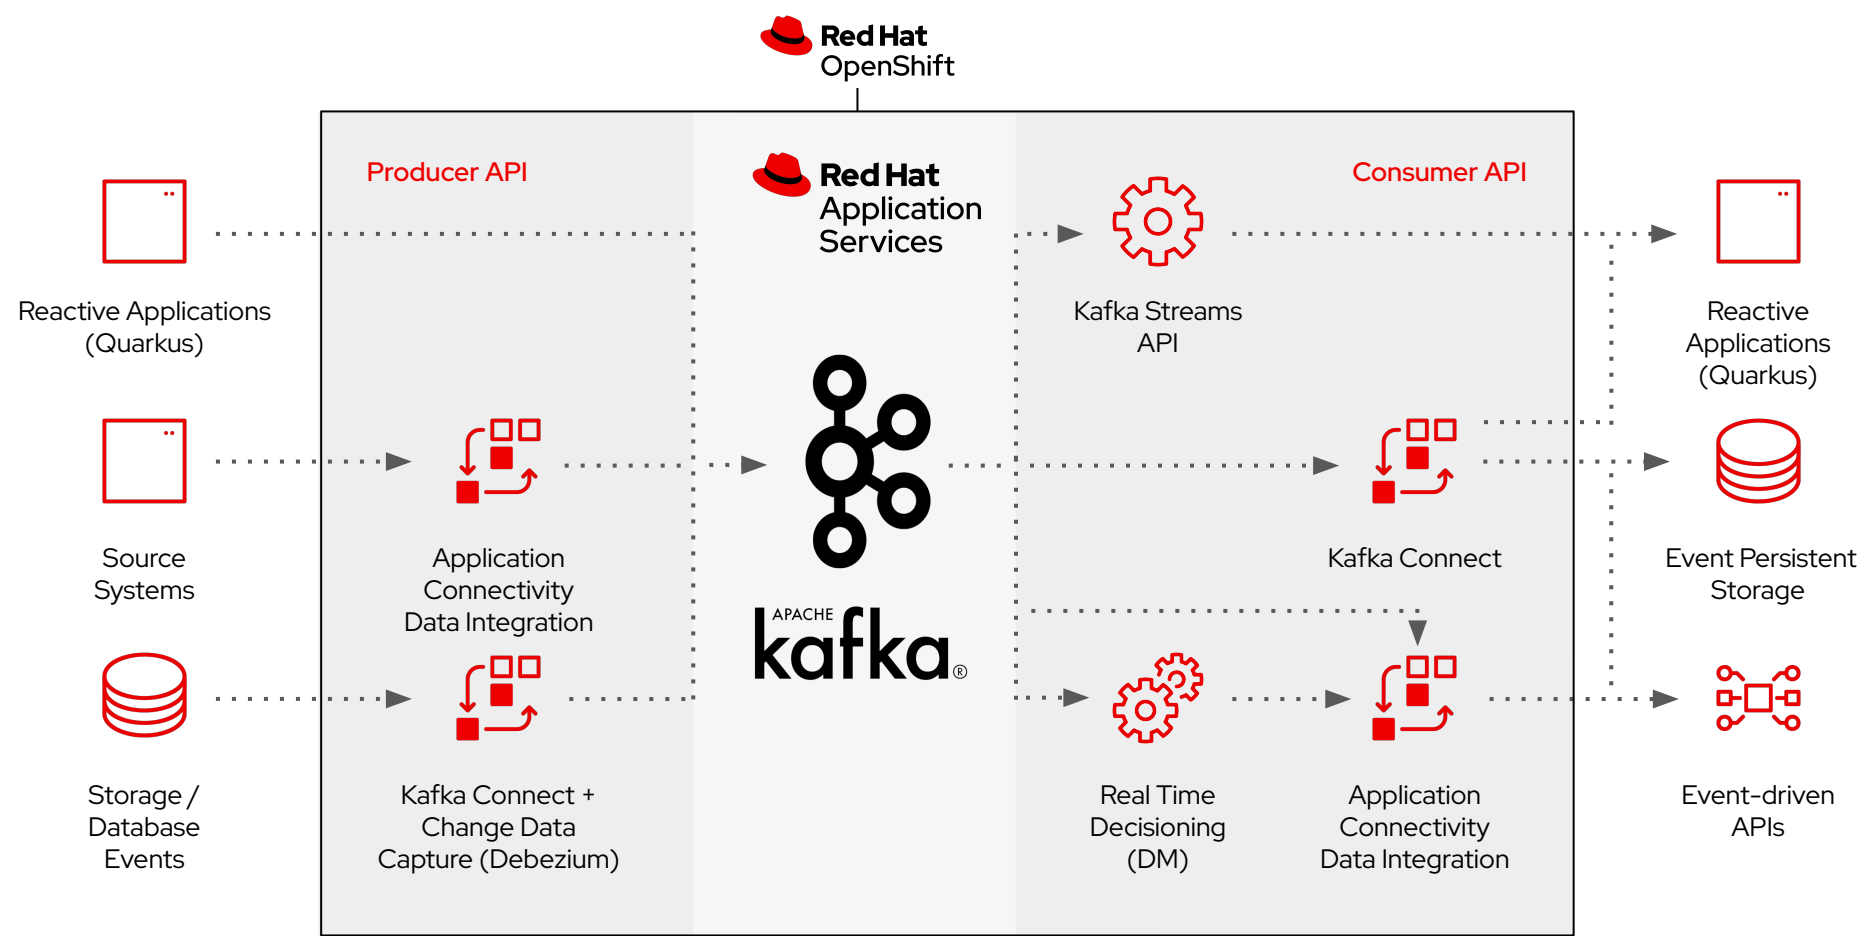 Red Hat
OpenShift
Producer API
Red Hat
Application
Services
Consumer API
Reactive Applications
(Quarkus)
Kafka Streams
API
Reactive
Applications
(Quarkus)
Source
Systems
Application
Connectivity
Data Integration
APACHE
kafka®
Kafka Connect
Event Persistent
Storage
Storage /
Database
Events
Kafka Connect +
Change Data
Capture (Debezium)
Real Time
Decisioning
(DM)
Application
Connectivity
Data Integration
Event-driven
APIs